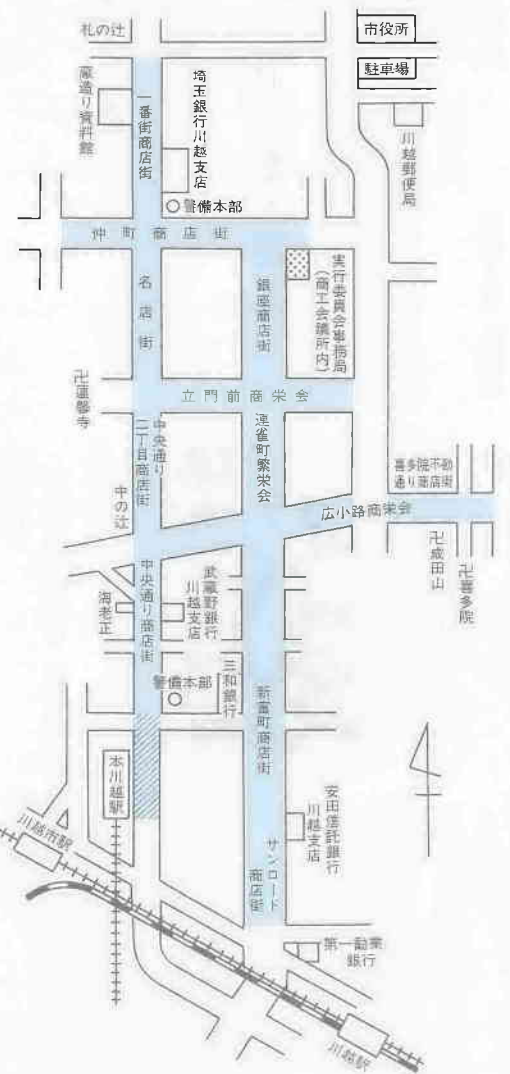 札の辻
市役所
駐車場
蔵造り資料館
一番街商店街
埼玉銀行川越支店
川越郵便局
警備本部
仲町商店街
名店街
銀座商店街
実行委員会事務局
(商工会議所内)
立門前商栄会
卍蓮馨寺
中央通り
二丁目商店街
連雀町繁栄会
喜多院不動
通り商店街
中の辻
広小路商栄会
卍成田山
卍喜多院
中央通り商店街
武蔵野銀行
川越支店
海老正
三和銀行
警備本部
新富町商店街
本川越駅
安田信託銀行
川越支店
川越市駅
サンロード
商店街
第一勧業
銀行
川越駅